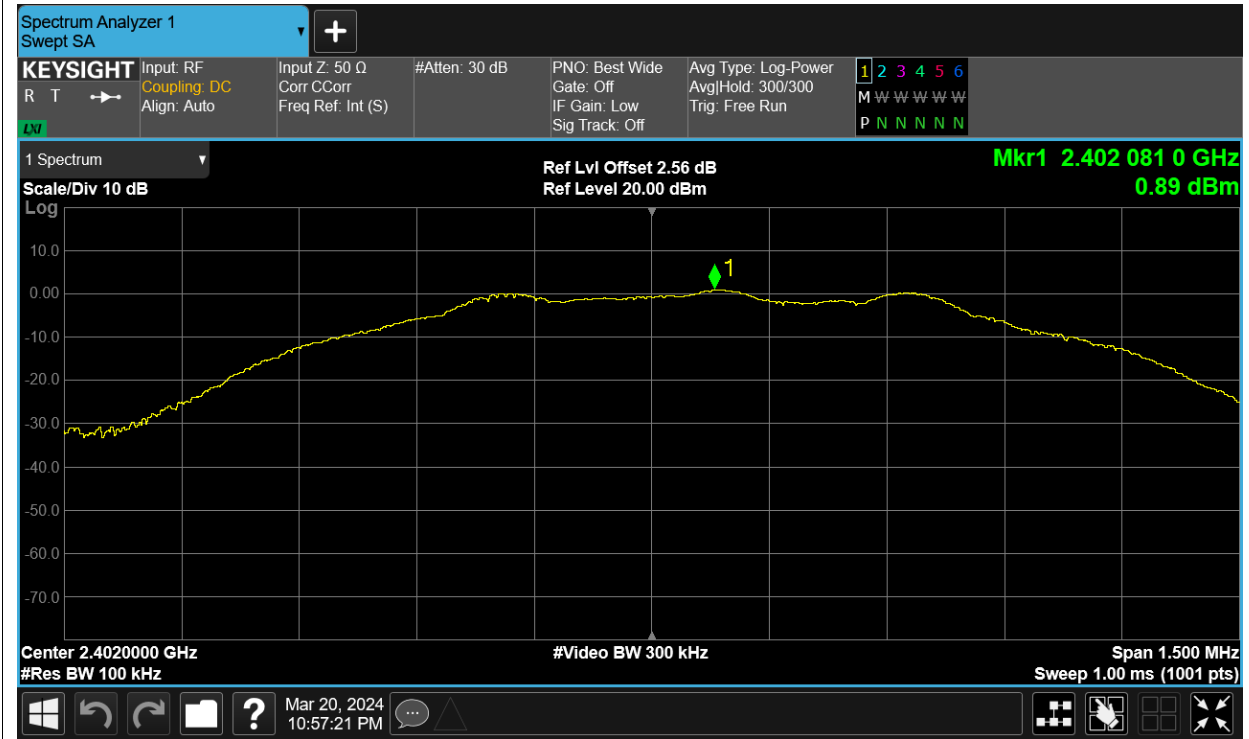 Spectrum Analyzer 1
Swept SA
KEYSIGHT
R T
LXI
Input: RF
Coupling: DC
Align: Auto
Input Z: 50 Ω
Corr CCorr
Freq Ref: Int (S)
#Atten: 30 dB
PNO: Best Wide
Gate: Off
IF Gain: Low
Sig Track: Off
Avg Type: Log-Power
Avg|Hold: 300/300
Trig: Free Run
1 2 3 4 5 6
M W W W W W
P N N N N N
1 Spectrum
Scale/Div 10 dB
Ref Lvl Offset 2.56 dB
Ref Level 20.00 dBm
Mkr1 2.402 081 0 GHz
0.89 dBm
Log
10.0
0.00
-10.0
-20.0
-30.0
-40.0
-50.0
-60.0
-70.0
1
Center 2.4020000 GHz
#Res BW 100 kHz
#Video BW 300 kHz
Span 1.500 MHz
Sweep 1.00 ms (1001 pts)
?
Mar 20, 2024
10:57:21 PM